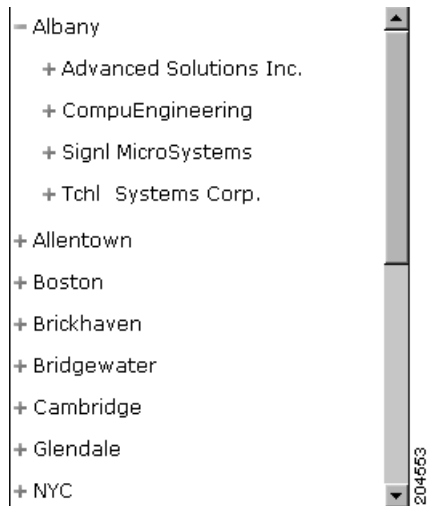 Albany
Advanced Solutions Inc.
CompuEngineering
Signl MicroSystems
Tchl Systems Corp.
Allentown
Boston
Brickhaven
Bridgewater
Cambridge
Glendale
NYC
204553